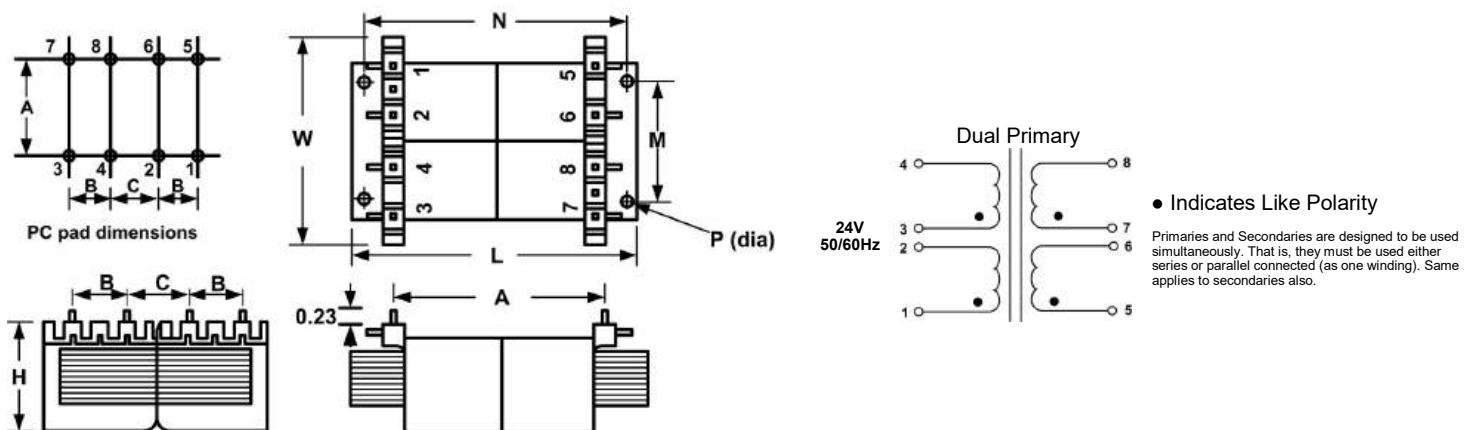 7 8 6 5
A
3 4 2 1
B C B
PC pad dimensions
N
1 5
2 6
W M
4 8
3 7
P (dia)
L
B C B
H
A
0.23
Dual Primary
4 8
24V
50/60Hz
3 7
2 6
1 5
● Indicates Like Polarity
Primaries and Secondaries are designed to be used
simultaneously. That is, they must be used either
series or parallel connected (as one winding). Same
applies to secondaries also.